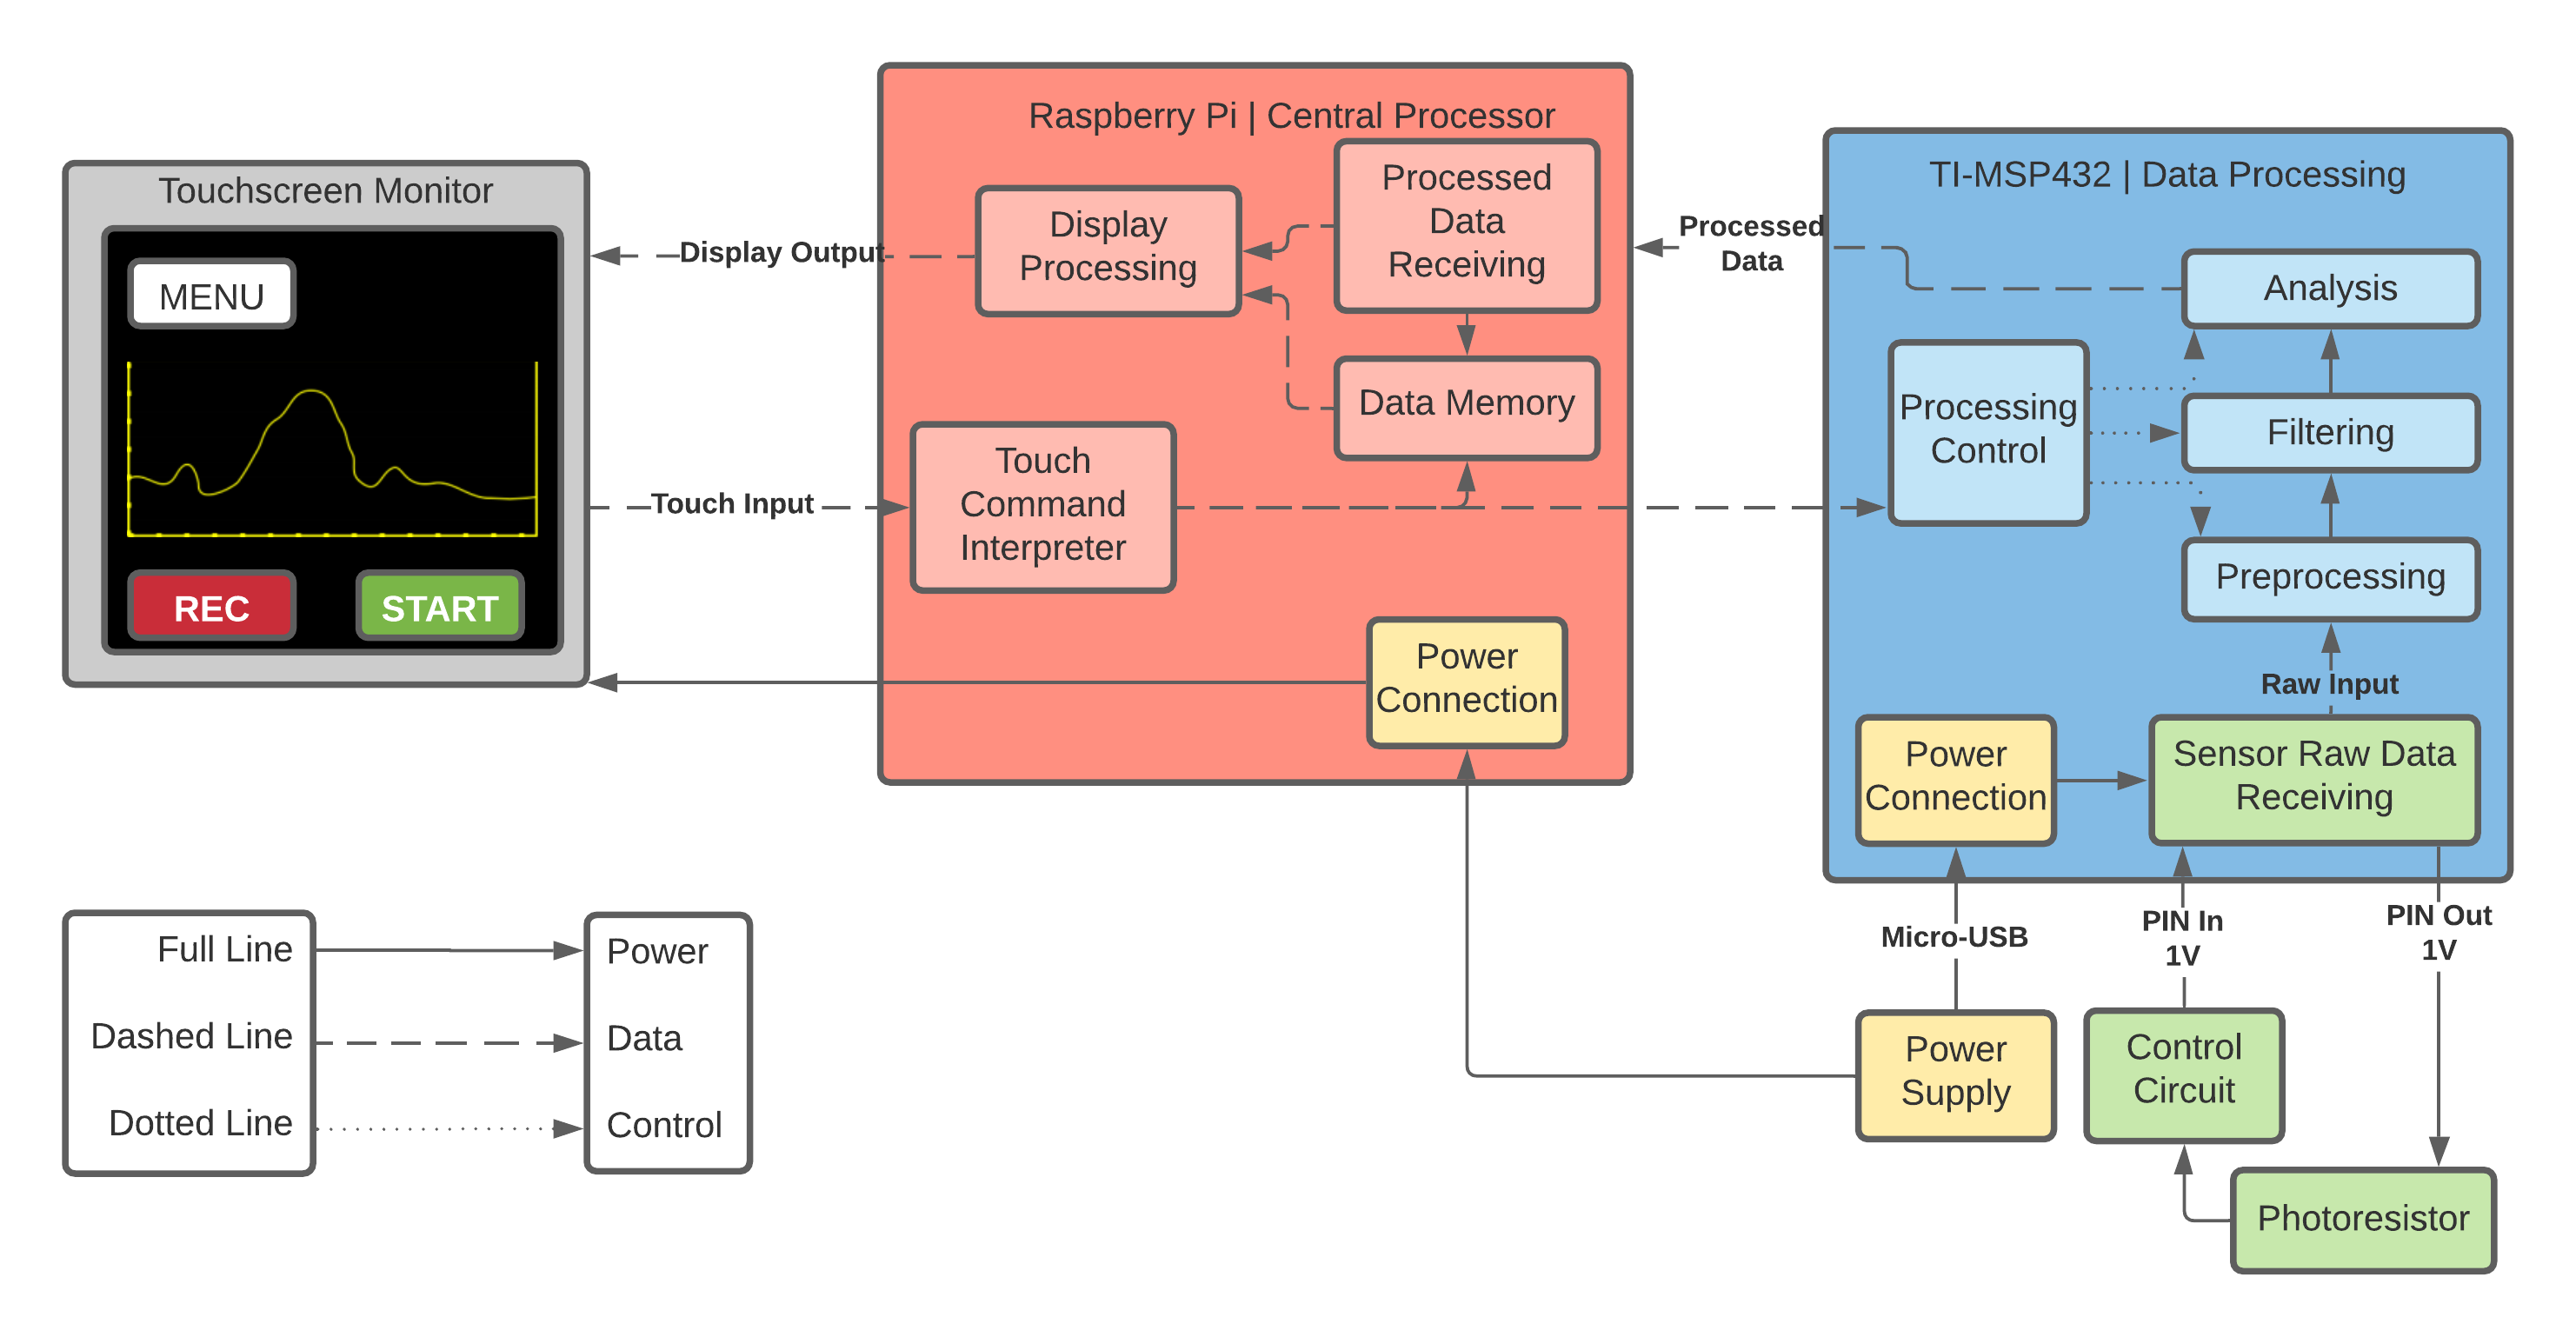 Raspberry Pi | Central Processor
Touchscreen Monitor
MENU
REC
START
Display Output
Touch Input
Display
Processing
Processed
Data
Receiving
Data Memory
Touch
Command
Interpreter
Power
Connection
Processed
Data
TI-MSP432 | Data Processing
Analysis
Processing
Control
Filtering
Preprocessing
Raw Input
Power
Connection
Sensor Raw Data
Receiving
Micro-USB
PIN In
1V
PIN Out
1V
Power
Supply
Control
Circuit
Photoresistor
Full Line
Power
Dashed Line
Data
Dotted Line
Control